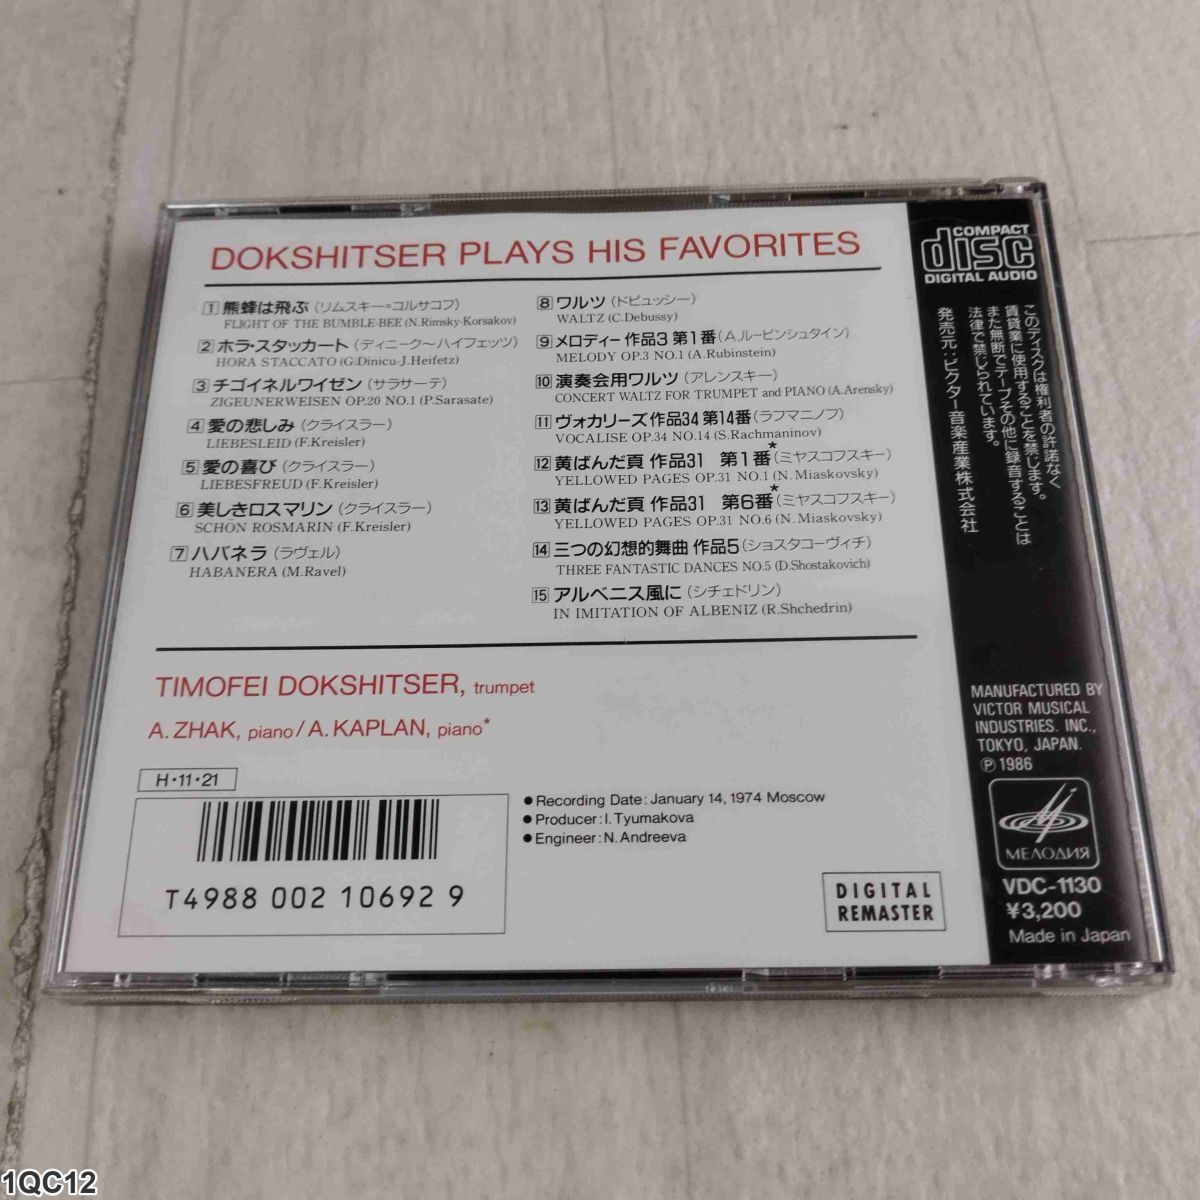 DOKSHITSER PLAYS HIS FAVORITES
1 熊蜂は飛ぶ (リムスキー=コルサコフ)
FLIGHT OF THE BUMBLE-BEE (N.Rimsky-Korsakov)
2 ホラ・スタッカート (ディニーク〜ハイフェッツ)
HORA STACCATO (G.Dinicu-J.Heifetz)
3 チゴイネルワイゼン (サラサーテ)
ZIGEUNERWEISEN OP.20 NO.1 (P.Sarasate)
4 愛の悲しみ (クライスラー)
LIEBESLEID (F.Kreisler)
5 愛の喜び (クライスラー)
LIEBESFREUD (F.Kreisler)
6 美しきロスマリン (クライスラー)
SCHÖN ROSMARIN (F.Kreisler)
7 ハバネラ (ラヴェル)
HABANERA (M.Ravel)
8 ワルツ (ドビュッシー)
WALTZ (C.Debussy)
9 メロディー 作品3 第1番 (A.ルービンシュタイン)
MELODY OP.3 NO.1 (A.Rubinstein)
10 演奏会用ワルツ (アレンスキー)
CONCERT WALTZ FOR TRUMPET and PIANO (A.Arensky)
11 ヴォカリーズ 作品34 第14番 (ラフマニノフ)
VOCALISE OP.34 NO.14 (S.Rachmaninov)
12 黄ばんだ頁 作品31 第1番* (ミヤスコフスキー)
YELLOWED PAGES OP.31 NO.1 (N.Miaskovsky)
13 黄ばんだ頁 作品31 第6番* (ミヤスコフスキー)
YELLOWED PAGES OP.31 NO.6 (N.Miaskovsky)
14 三つの幻想的舞曲 作品5 (ショスタコーヴィチ)
THREE FANTASTIC DANCES NO.5 (D.Shostakovich)
15 アルベニス風に (シチェドリン)
IN IMITATION OF ALBENIZ (R.Shchedrin)
TIMOFEI DOKSHITSER, trumpet
A. ZHAK, piano / A. KAPLAN, piano*
H・11・21
T4988 002 10692 9
● Recording Date : January 14, 1974 Moscow
● Producer : I. Tyumakova
● Engineer : N. Andreeva
DIGITAL
REMASTER
COMPACT
disc
DIGITAL AUDIO
このディスクは権利者の許諾なく
賃貸業に使用することを禁じます。
また無断でテープその他に録音することは
法律で禁じられています。
発売元:ビクター音楽産業株式会社
MANUFACTURED BY
VICTOR MUSICAL
INDUSTRIES. INC.,
TOKYO, JAPAN.
Ⓟ 1986
МЕЛОДИЯ
VDC-1130
¥3,200
Made in Japan
1QC12